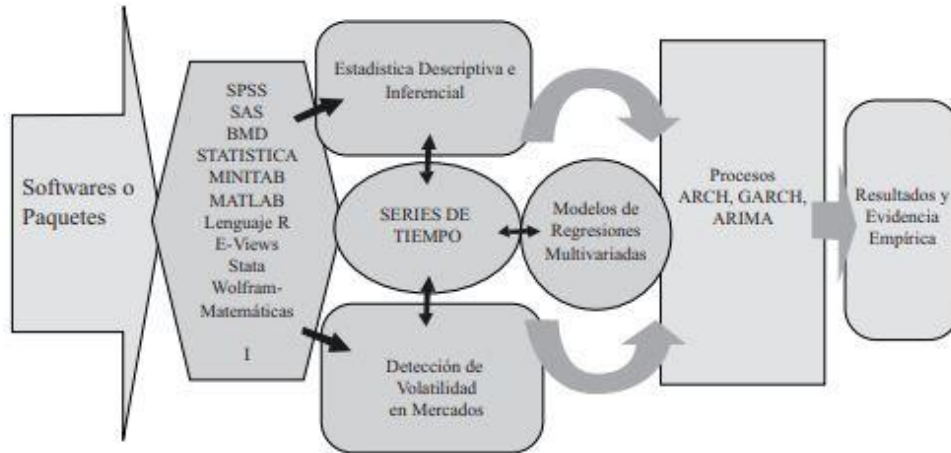 Softwares o
Paquetes
SPSS
SAS
BMD
STATISTICA
MINITAB
MATLAB
Lenguaje R
E-Views
Stata
Wolfram-
Matemáticas
I
Estadística Descriptiva e
Inferencial
SERIES DE
TIEMPO
Modelos de
Regresiones
Multivariadas
Detección de
Volatilidad
en Mercados
Procesos
ARCH, GARCH,
ARIMA
Resultados y
Evidencia
Empírica